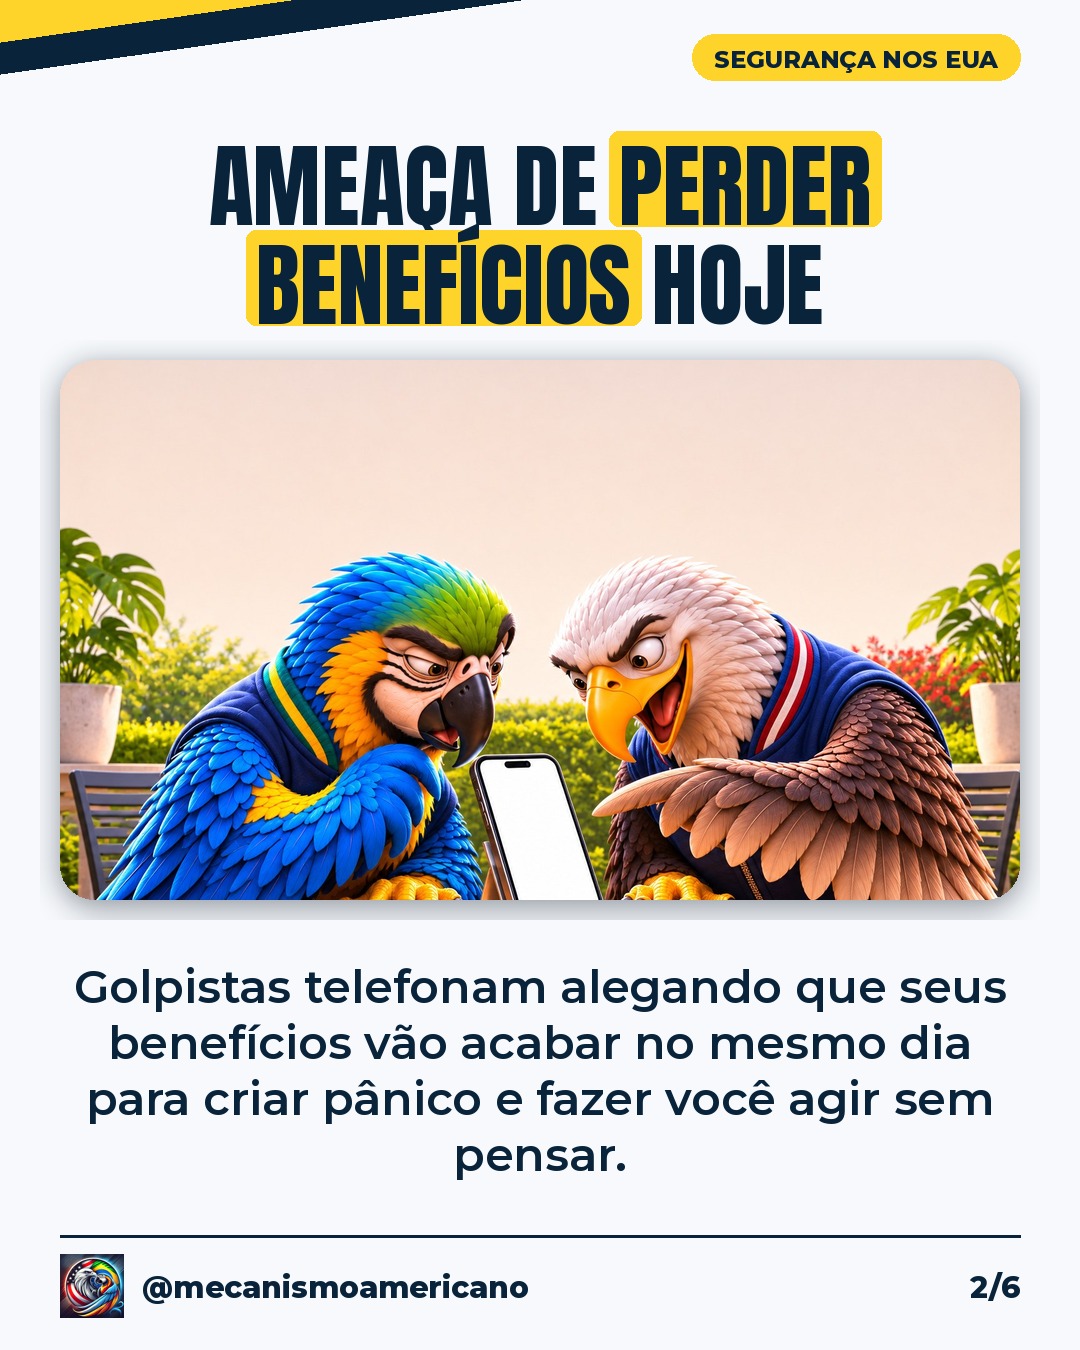 SEGURANÇA NOS EUA
AMEAÇA DE PERDER
BENEFÍCIOS HOJE
Golpistas telefonam alegando que seus
benefícios vão acabar no mesmo dia
para criar pânico e fazer você agir sem
pensar.
@mecanismoamericano
2/6